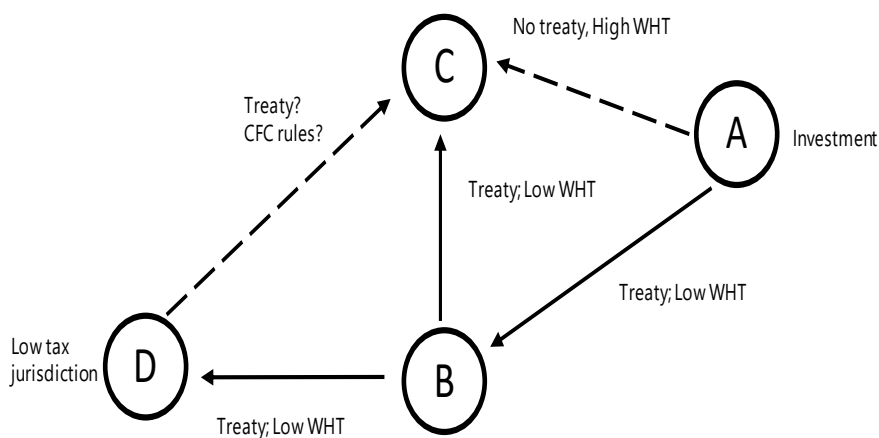 No treaty, High WHT
C
A
Investment
Treaty?
CFC rules?
Treaty; Low WHT
Treaty; Low WHT
Low tax
jurisdiction
D
B
Treaty; Low WHT